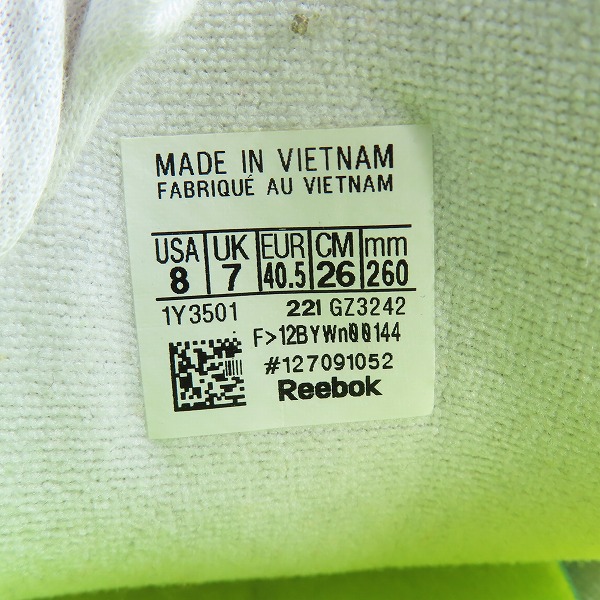 MADE IN VIETNAM
FABRIQUÉ AU VIETNAM
USA UK EUR CM mm
8 7 40.5 26 260
1Y3501 221 GZ3242
F>12BYWn00144
#127091052
Reebok